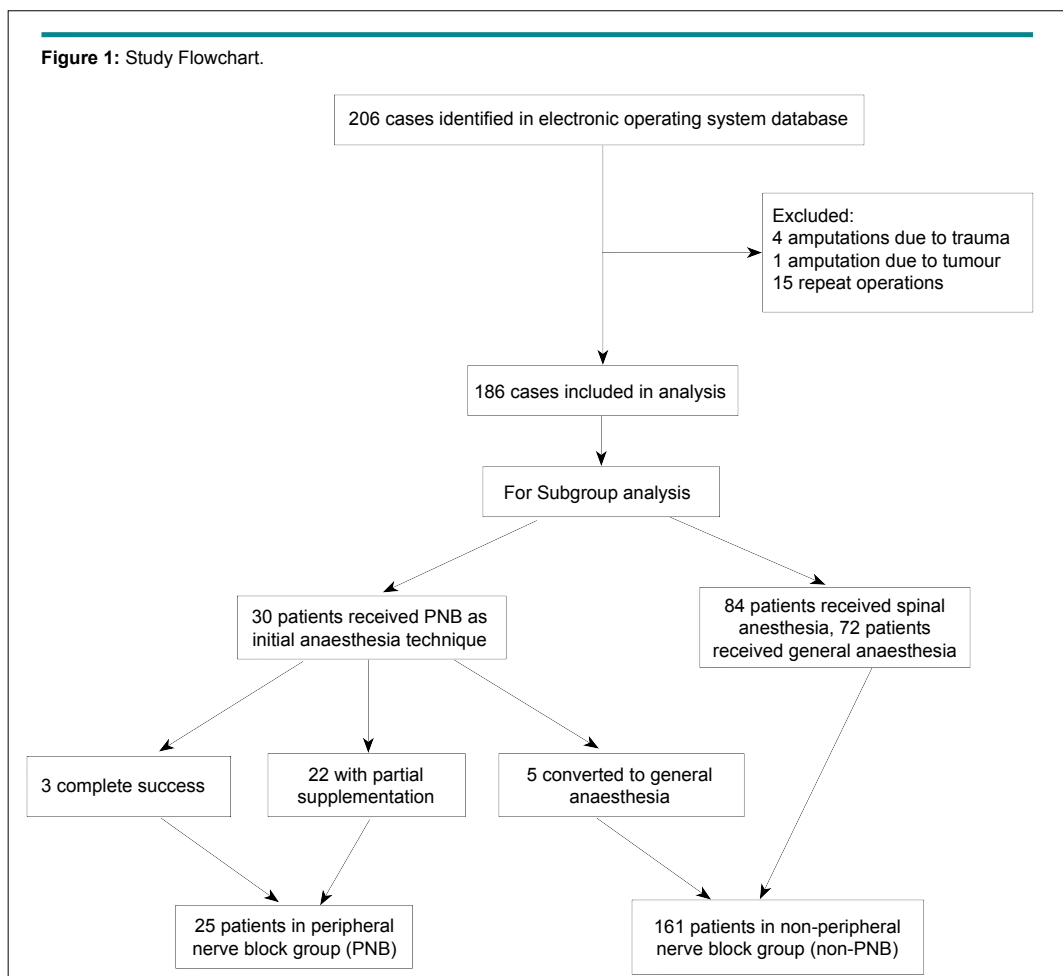 Figure 1: Study Flowchart.
206 cases identified in electronic operating system database
Excluded:
4 amputations due to trauma
1 amputation due to tumour
15 repeat operations
186 cases included in analysis
For Subgroup analysis
30 patients received PNB as
initial anaesthesia technique
84 patients received spinal
anesthesia, 72 patients
received general anaesthesia
3 complete success
22 with partial
supplementation
5 converted to general
anaesthesia
25 patients in peripheral
nerve block group (PNB)
161 patients in non-peripheral
nerve block group (non-PNB)